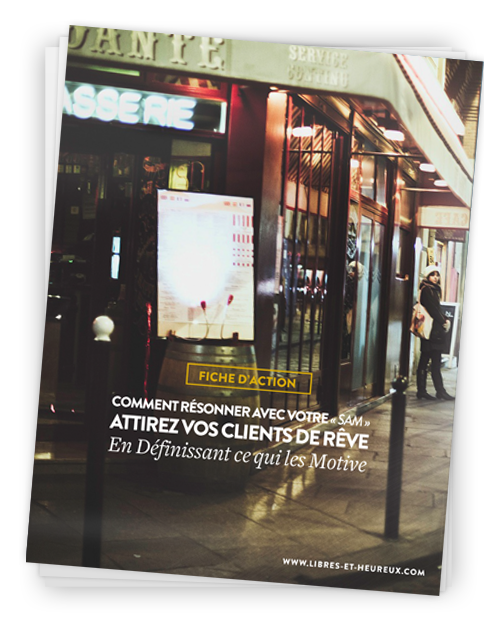 DANTE
SERVICE
ASSERIE
FICHE D'ACTION
COMMENT RÉSONNER AVEC VOTRE « SAM »
ATTIREZ VOS CLIENTS DE RÊVE
En Définissant ce qui les Motive
WWW.LIBRES-ET-HEUREUX.COM